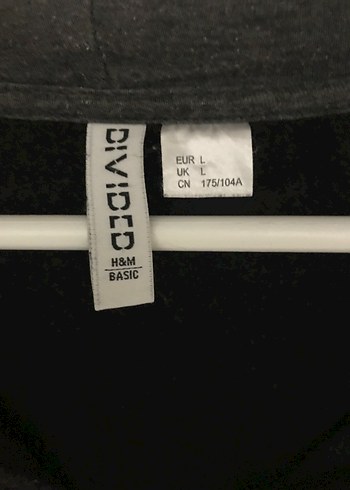 DIVIDED
H&M
BASIC
EUR L
UK L
CN 175/104A